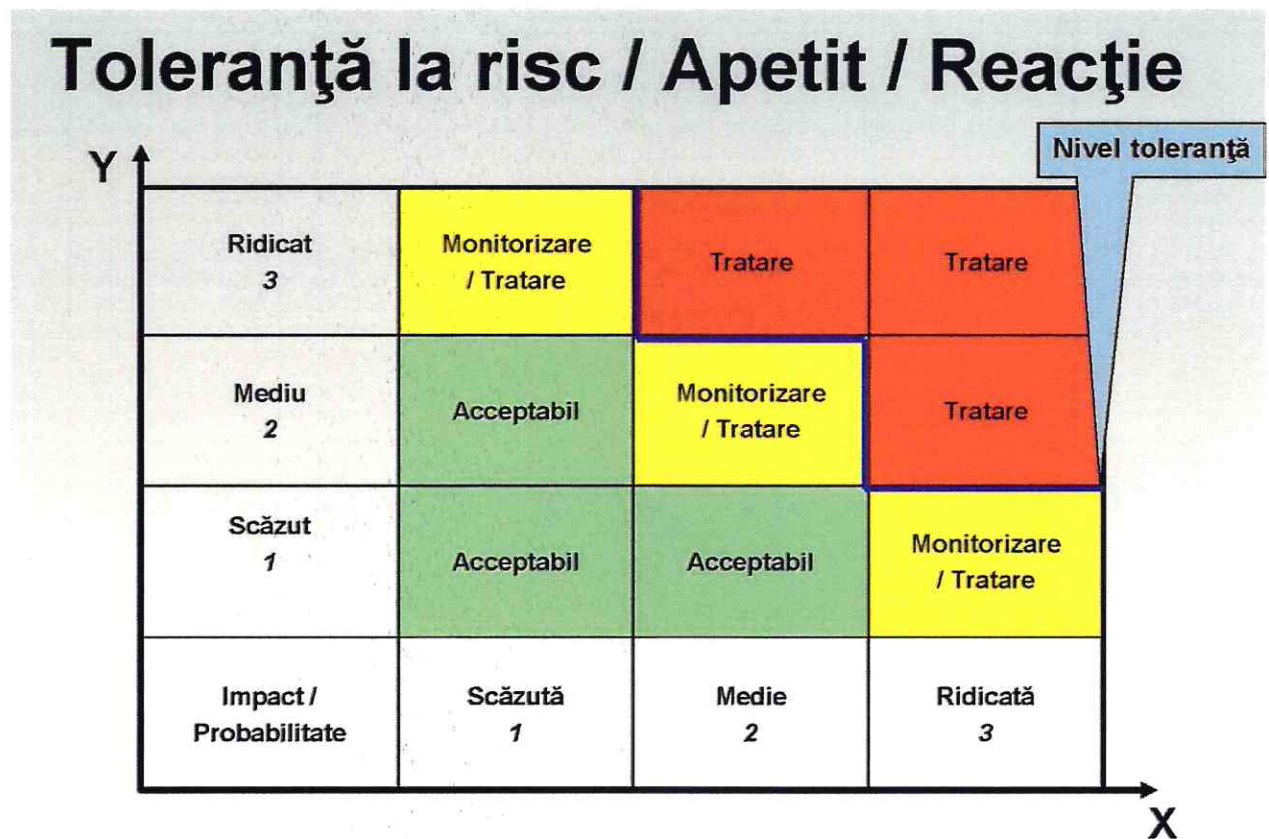 Toleranţă la risc / Apetit / Reacţie
Nivel toleranţă
Y
Ridicat
3
Monitorizare
/ Tratare
Tratare
Tratare
Mediu
2
Acceptabil
Monitorizare
/ Tratare
Tratare
Scăzut
1
Acceptabil
Acceptabil
Monitorizare
/ Tratare
Impact /
Probabilitate
Scăzută
1
Medie
2
Ridicată
3
X